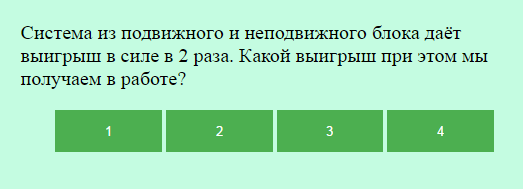 Система из подвижного и неподвижного блока даёт
выигрыш в силе в 2 раза. Какой выигрыш при этом мы
получаем в работе?
1 2 3 4